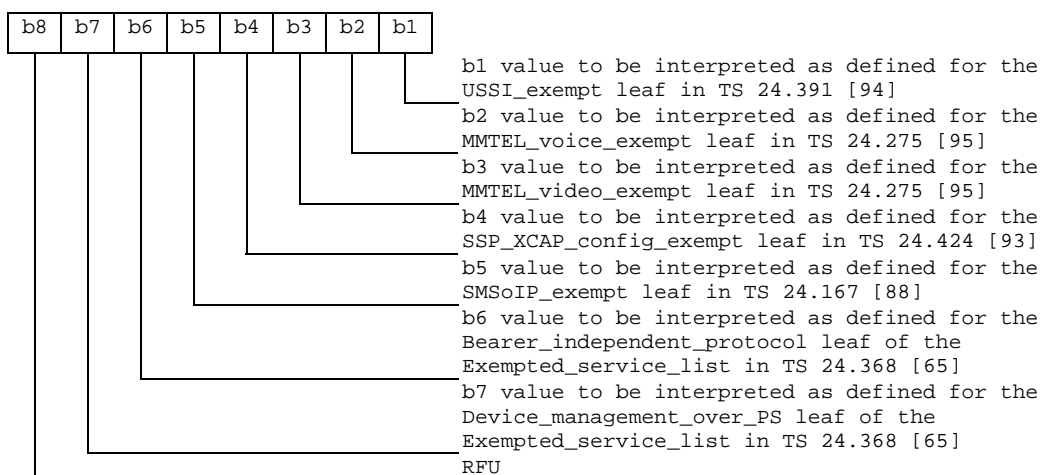 b8 b7 b6 b5 b4 b3 b2 b1
b1 value to be interpreted as defined for the
USSI_exempt leaf in TS 24.391 [94]
b2 value to be interpreted as defined for the
MMTEL_voice_exempt leaf in TS 24.275 [95]
b3 value to be interpreted as defined for the
MMTEL_video_exempt leaf in TS 24.275 [95]
b4 value to be interpreted as defined for the
SSP_XCAP_config_exempt leaf in TS 24.424 [93]
b5 value to be interpreted as defined for the
SMSoIP_exempt leaf in TS 24.167 [88]
b6 value to be interpreted as defined for the
Bearer_independent_protocol leaf of the
Exempted_service_list in TS 24.368 [65]
b7 value to be interpreted as defined for the
Device_management_over_PS leaf of the
Exempted_service_list in TS 24.368 [65]
RFU